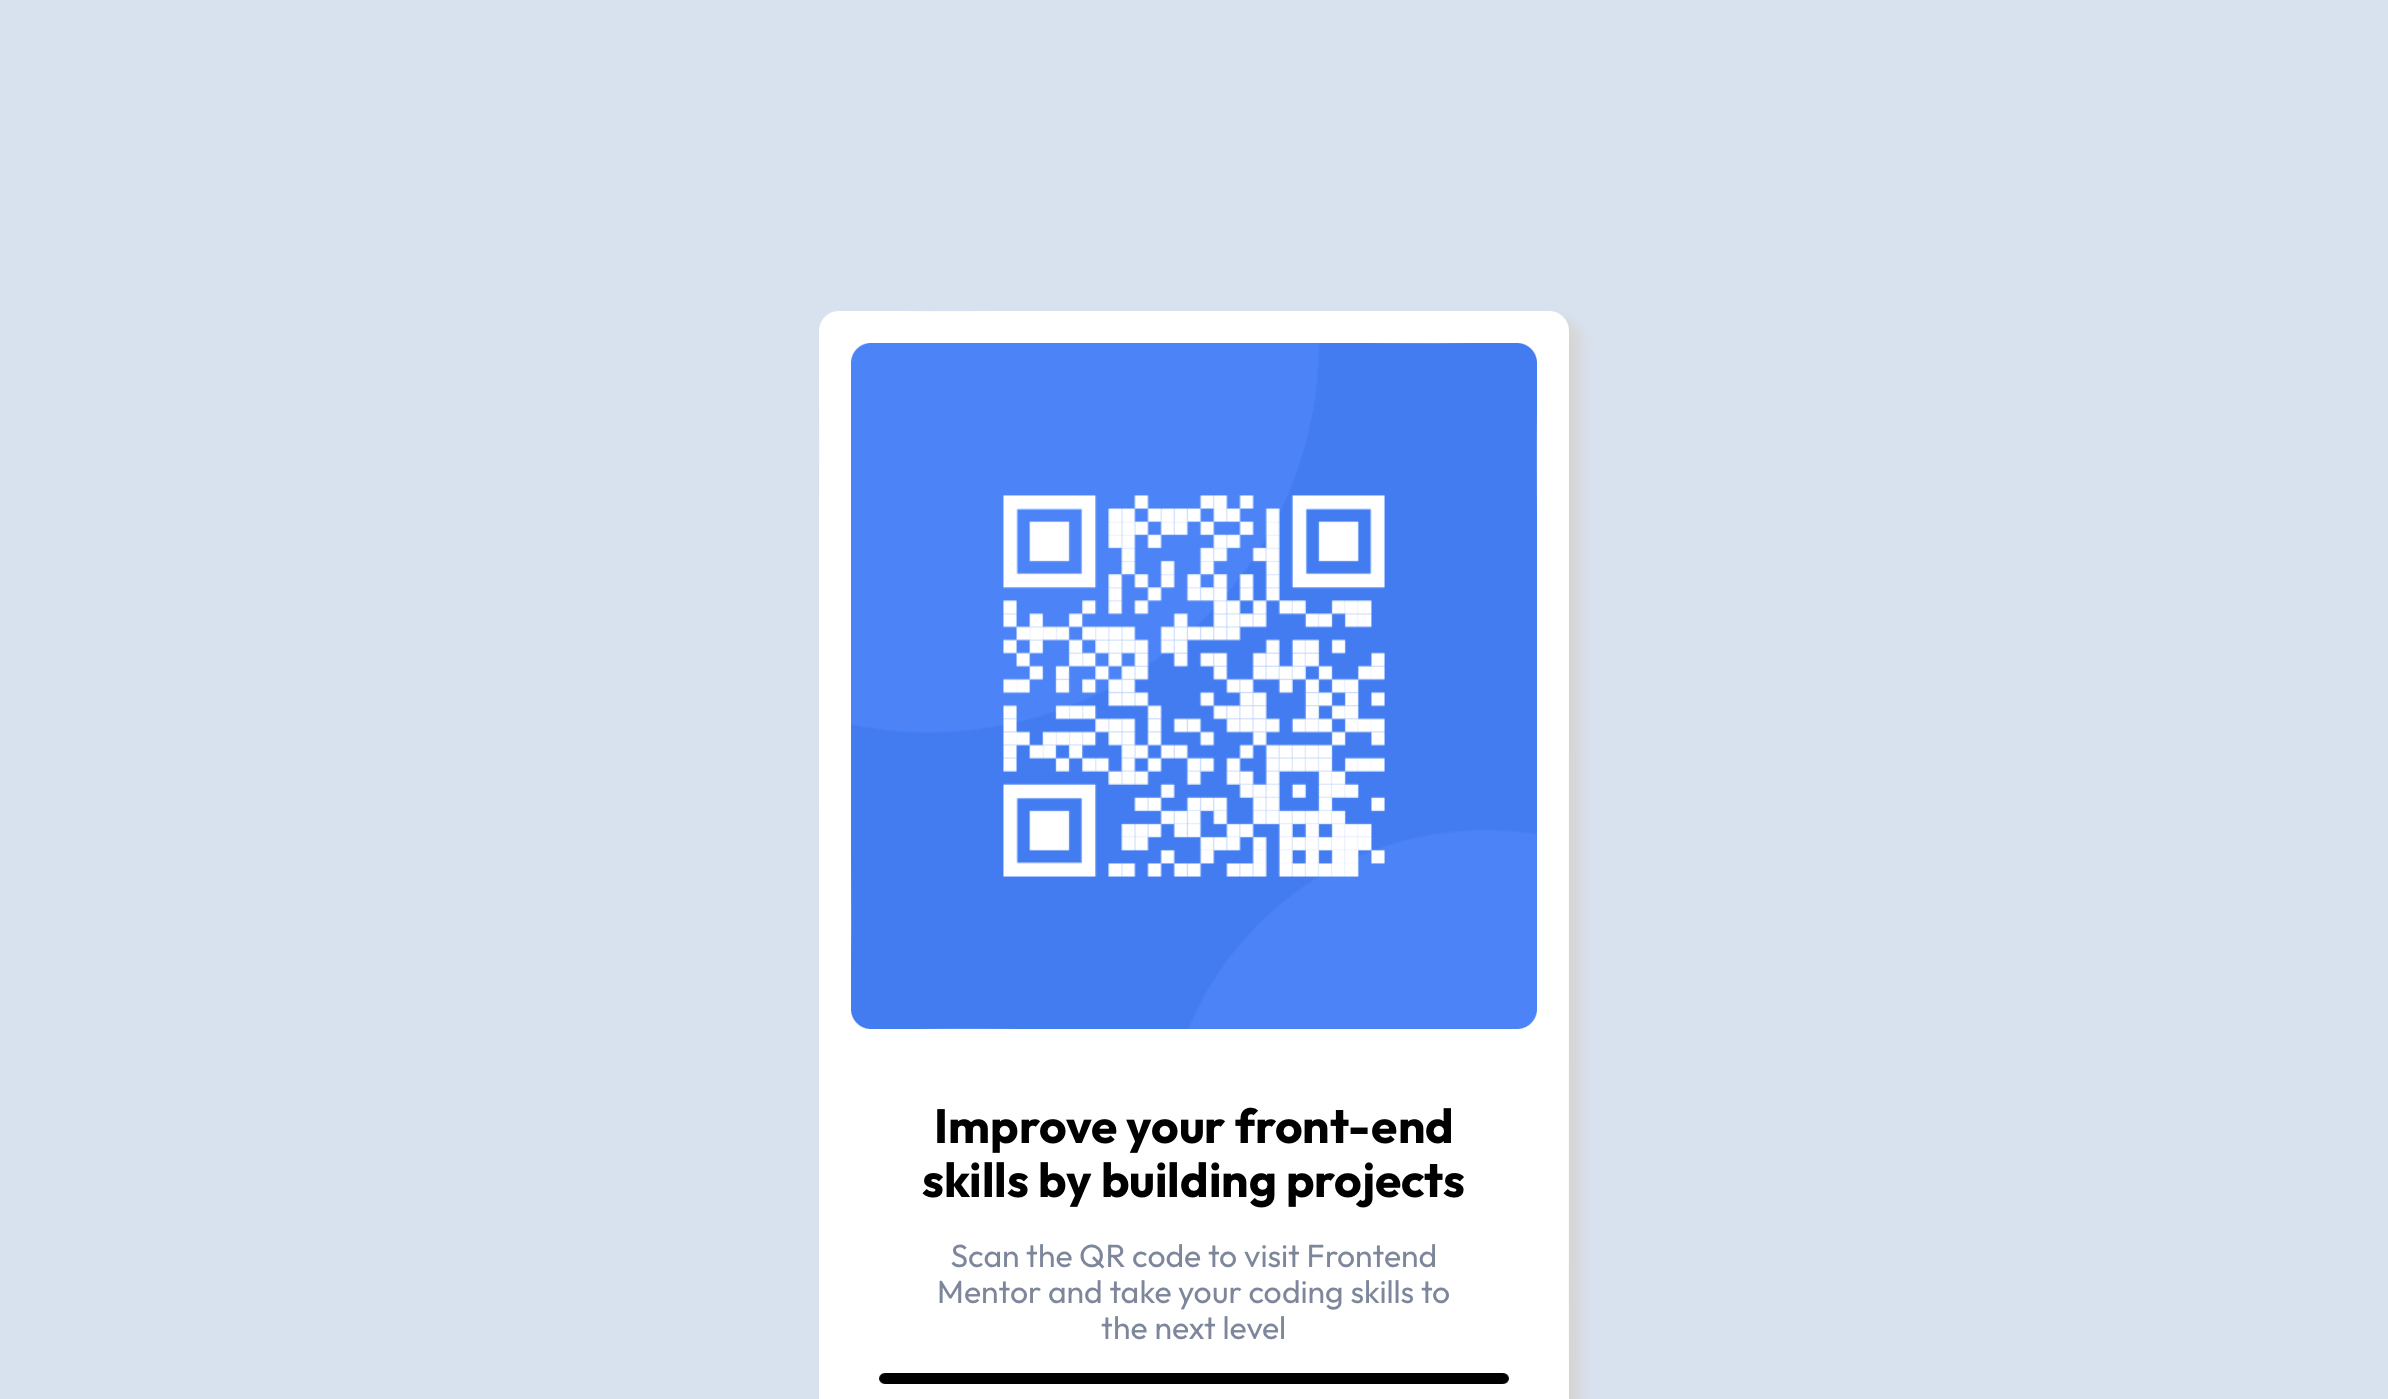 Improve your front-end
skills by building projects
Scan the QR code to visit Frontend
Mentor and take your coding skills to
the next level